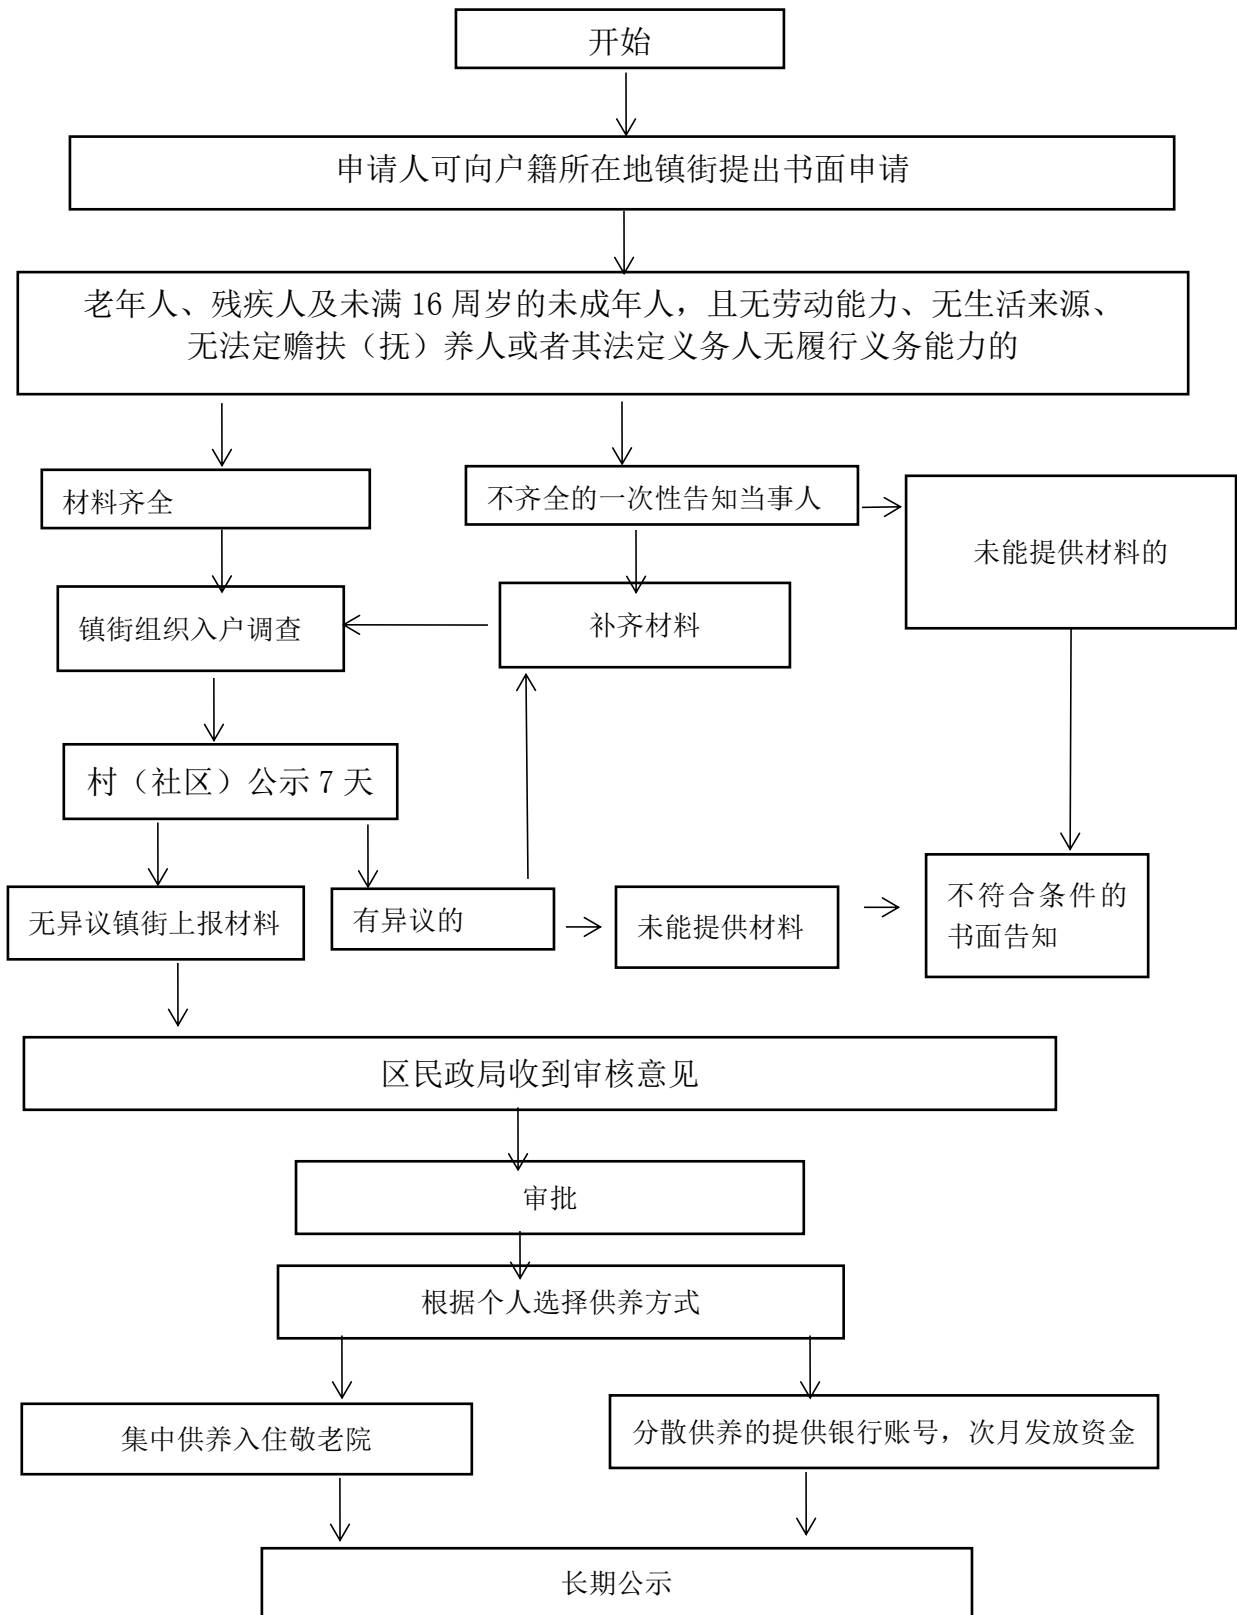 开始
申请人可向户籍所在地镇街提出书面申请
老年人、残疾人及未满 16 周岁的未成年人，且无劳动能力、无生活来源、
无法定赡扶（抚）养人或者其法定义务人无履行义务能力的
材料齐全
不齐全的一次性告知当事人
未能提供材料的
镇街组织入户调查
补齐材料
村（社区）公示 7 天
无异议镇街上报材料
有异议的
未能提供材料
不符合条件的
书面告知
区民政局收到审核意见
审批
根据个人选择供养方式
集中供养入住敬老院
分散供养的提供银行账号，次月发放资金
长期公示